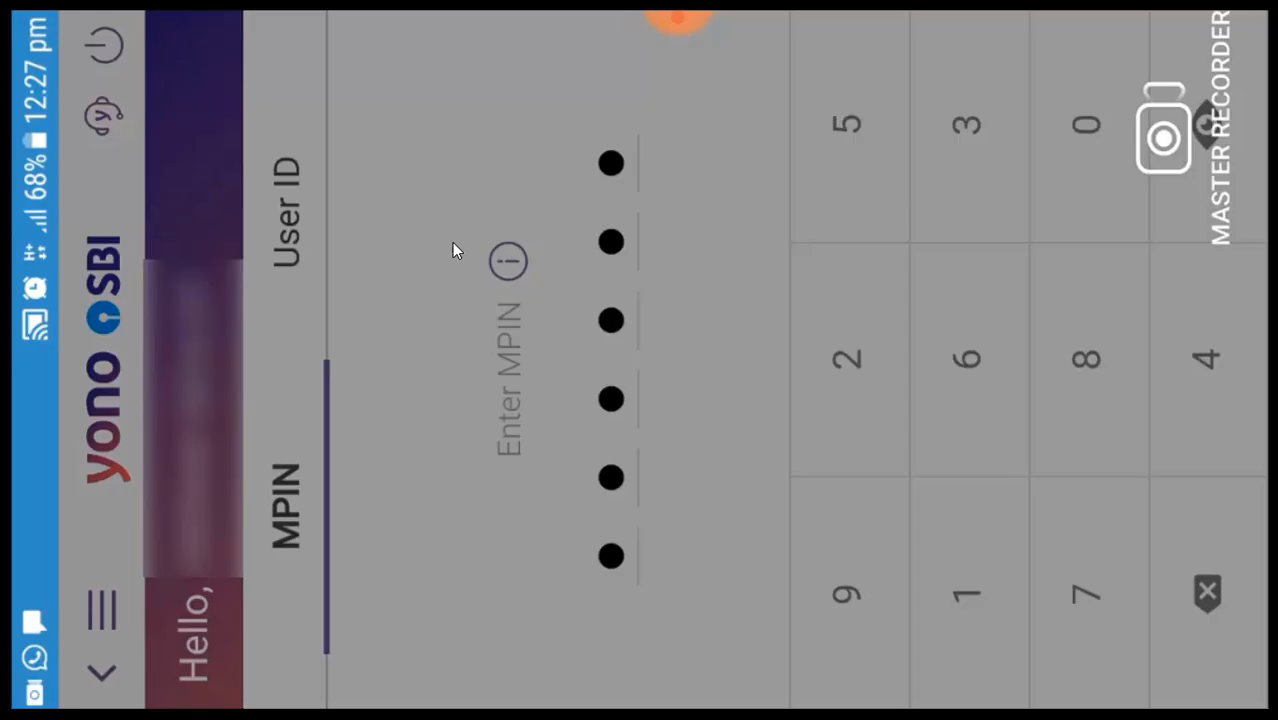 H+ 68% 12:27 pm
yono SBI
Hello,
MPIN User ID
Enter MPIN i
9 2 5
1 6 3
7 8 0
4
MASTER RECORDER